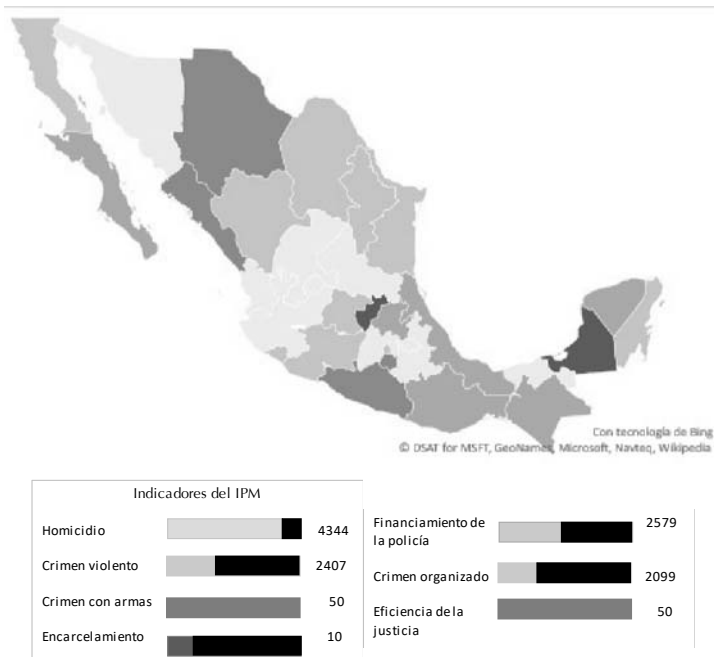 Con tecnología de Bing
© DSAT for MSFT, GeoNames, Microsoft, Navteq, Wikipedia
Indicadores del IPM
Homicidio 4344
Crimen violento 2407
Crimen con armas 50
Encarcelamiento 10
Financiamiento de
la policía 2579
Crimen organizado 2099
Eficiencia de la
justicia 50